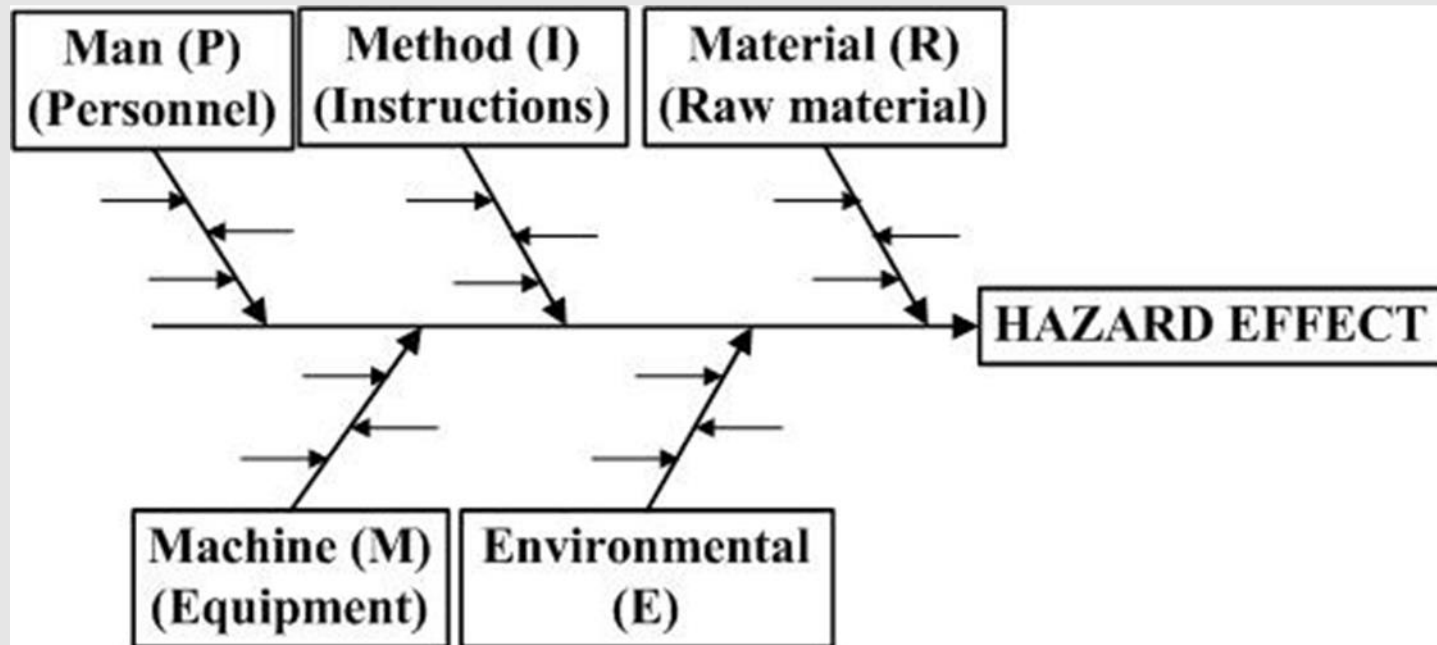 Man (P)
(Personnel)
Method (I)
(Instructions)
Material (R)
(Raw material)
HAZARD EFFECT
Machine (M)
(Equipment)
Environmental
(E)